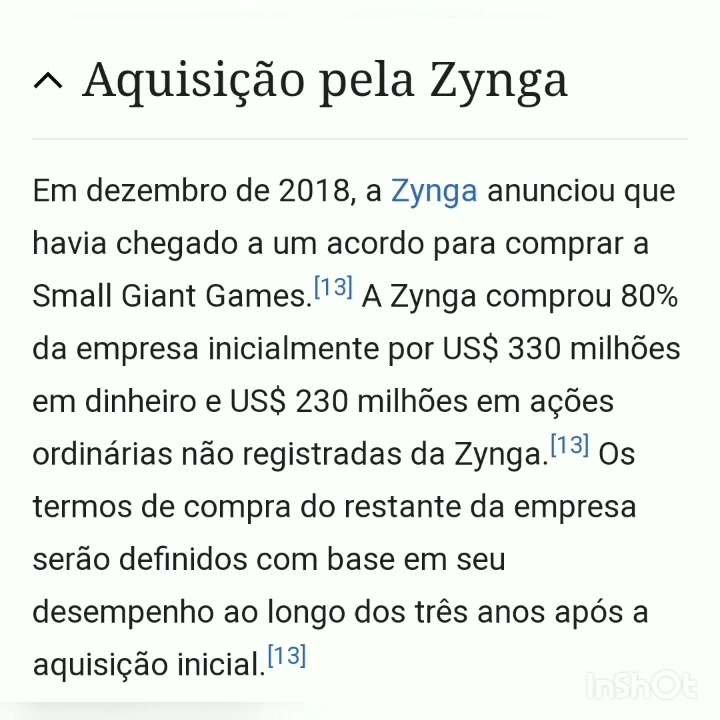 Aquisição pela Zynga
Em dezembro de 2018, a Zynga anunciou que
havia chegado a um acordo para comprar a
Small Giant Games.[13] A Zynga comprou 80%
da empresa inicialmente por US$ 330 milhões
em dinheiro e US$ 230 milhões em ações
ordinárias não registradas da Zynga.[13] Os
termos de compra do restante da empresa
serão definidos com base em seu
desempenho ao longo dos três anos após a
aquisição inicial.[13]
InShOt